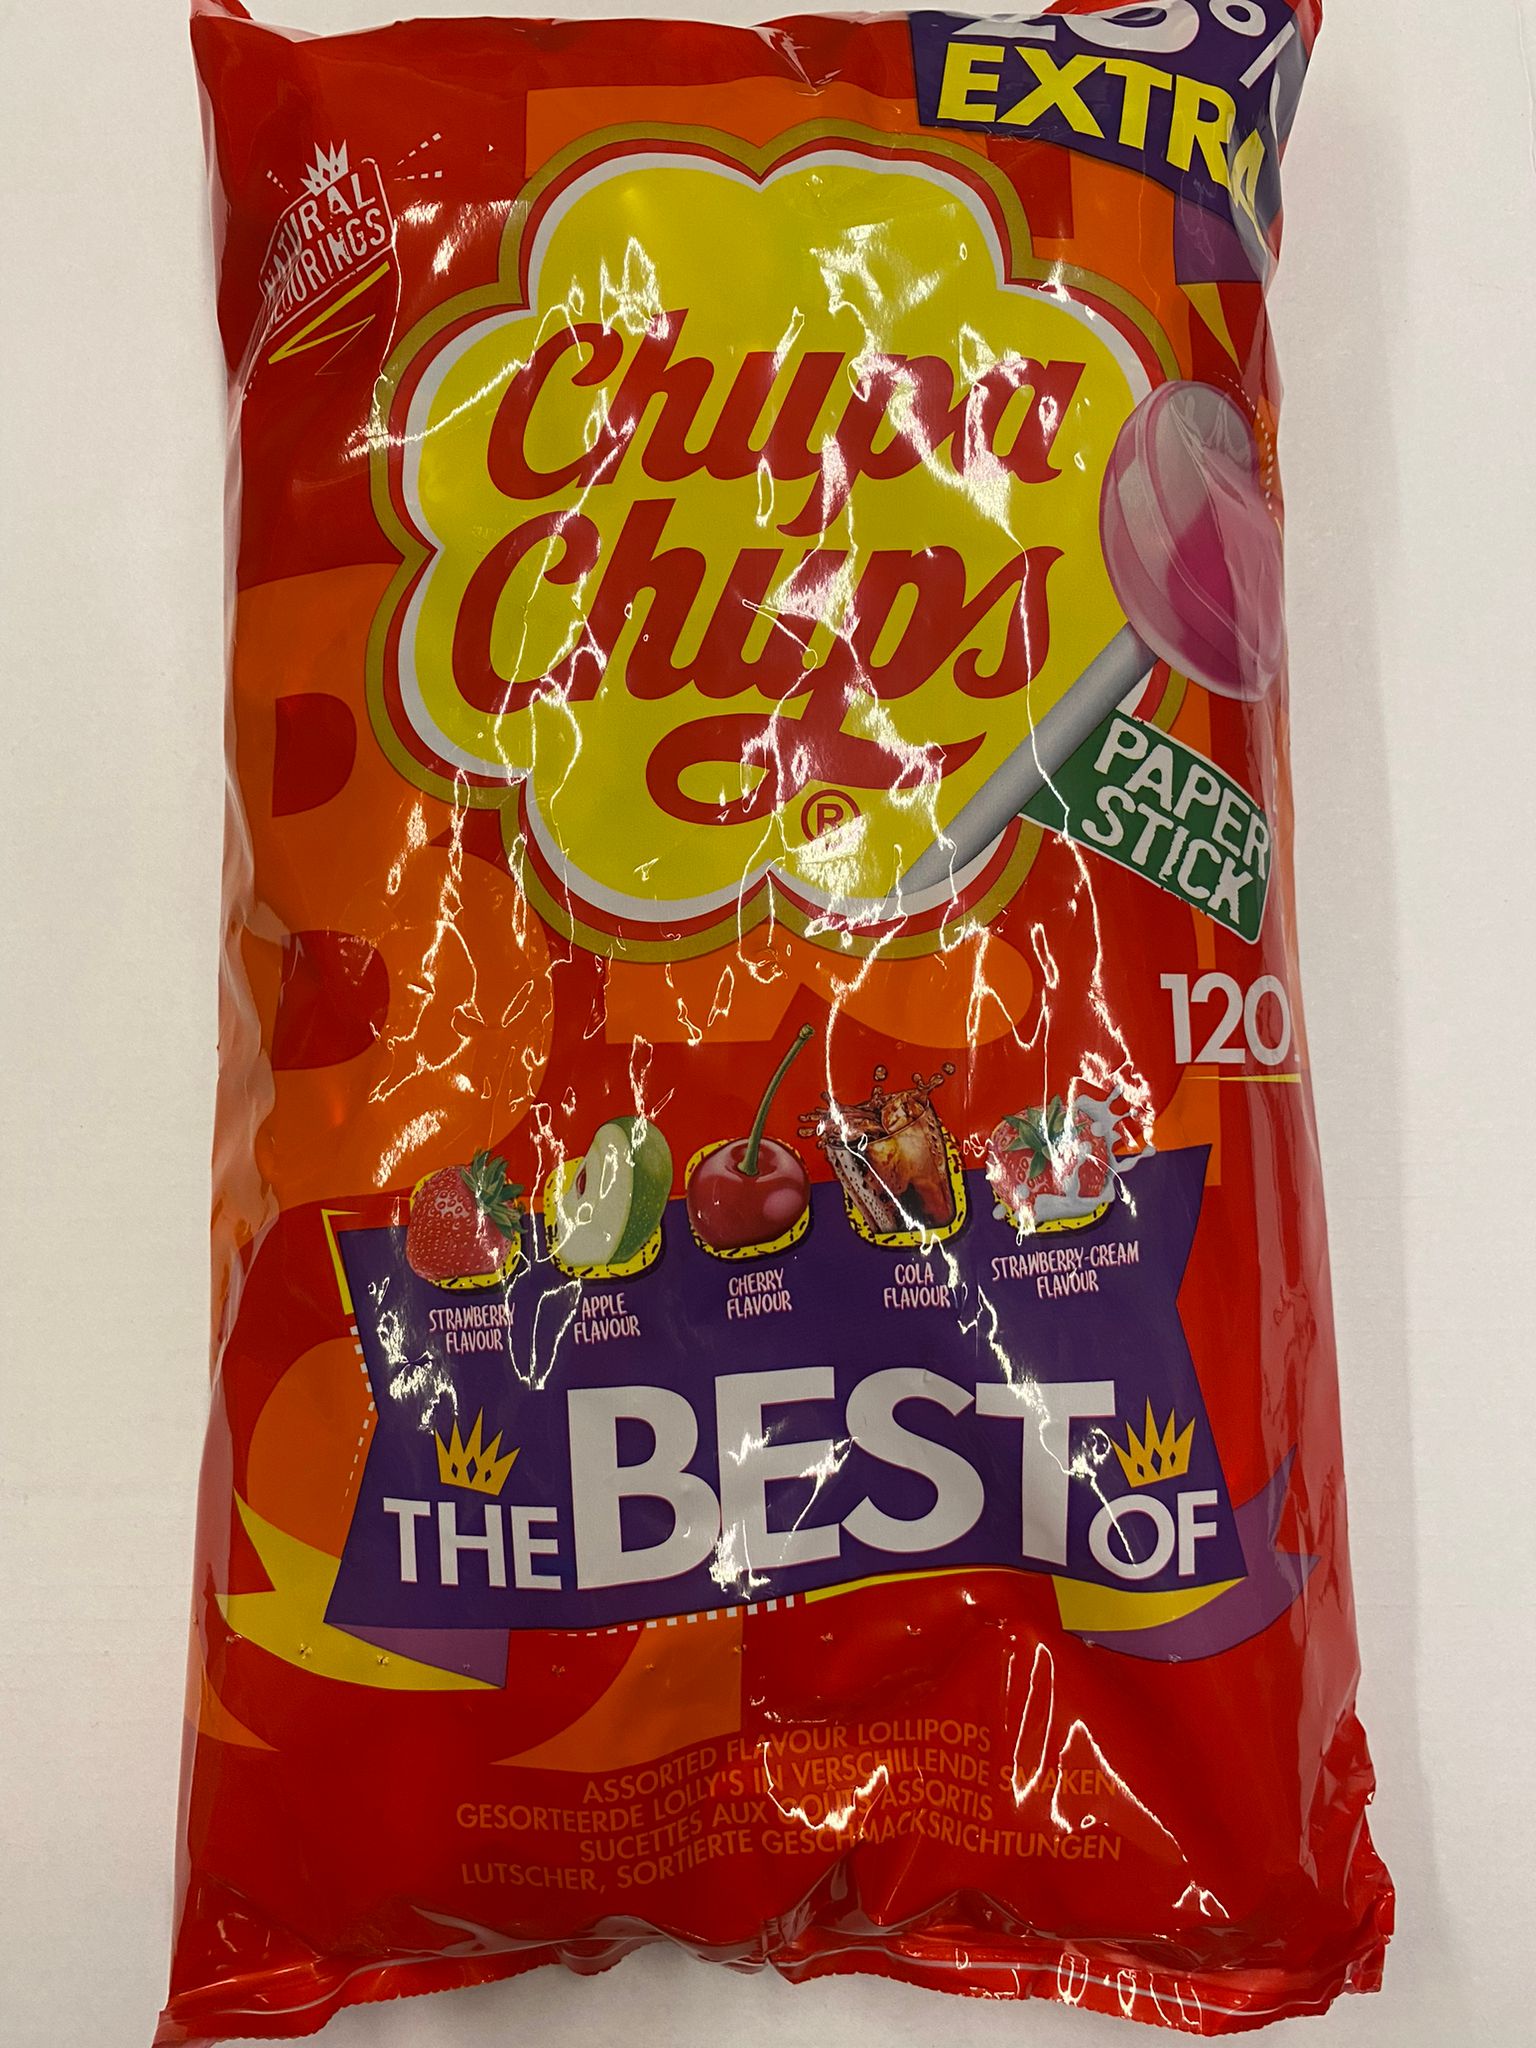 EXTRA
NATURAL
Chupa
Chups
®
PAPER
STICK
120
STRAWBERRY
FLAVOUR
APPLE
FLAVOUR
CHERRY
FLAVOUR
COLA
FLAVOUR
STRAWBERRY-CREAM
FLAVOUR
THE BEST OF
ASSORTED FLAVOUR LOLLIPOPS
GESORTEERDE LOLLY'S IN VERSCHILLENDE SMAKEN
SUCETTES AUX GOÛTS ASSORTIS
LUTSCHER, SORTIERTE GESCHMACKSRICHTUNGEN